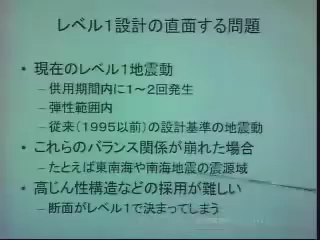 レベル1設計の直面する問題
• 現在のレベル1地震動
– 供用期間内に1〜2回発生
– 弾性範囲内
– 従来(1995以前)の設計基準の地震動
• これらのバランス関係が崩れた場合
– たとえば東南海や南海地震の震源域
• 高じん性構造などの採用が難しい
– 断面がレベル1で決まってしまう